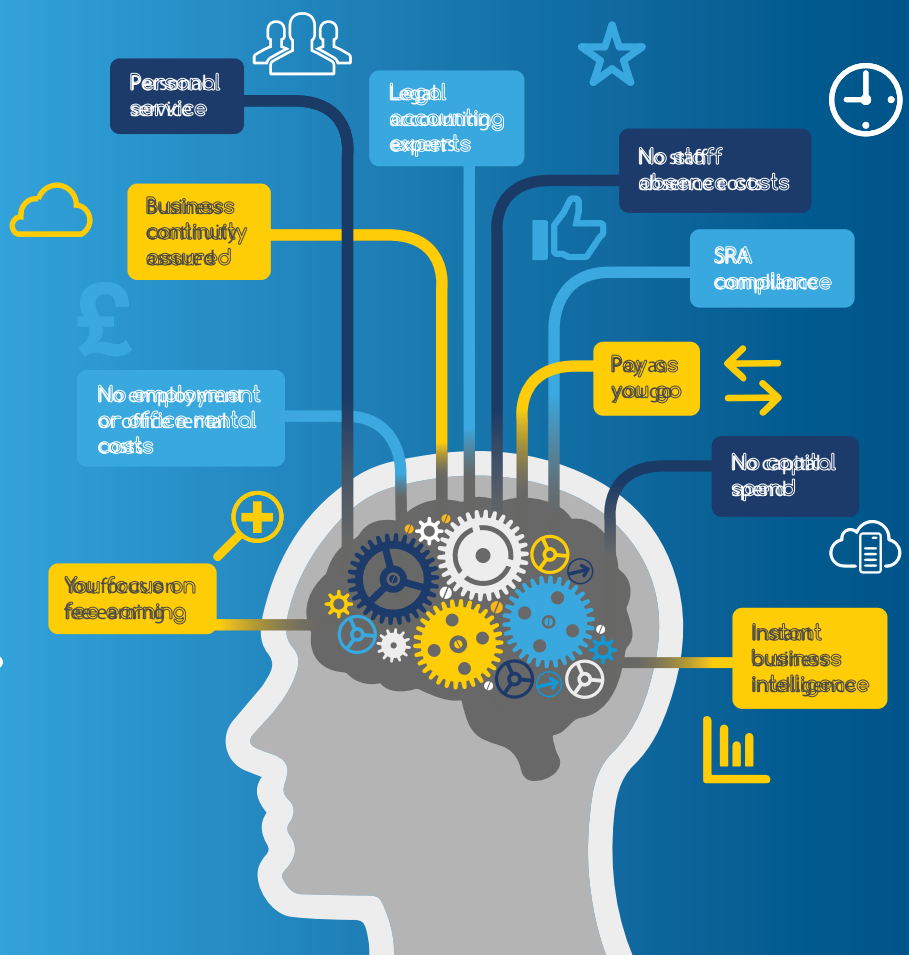 Personal
service
Legal
accounting
experts
No staff
absence costs
Business
continuity
assured
SRA
compliance
Pay as
you go
No employment
or office rental
costs
No capital
spend
You focus on
fee-earning
Instant
business
intelligence
£